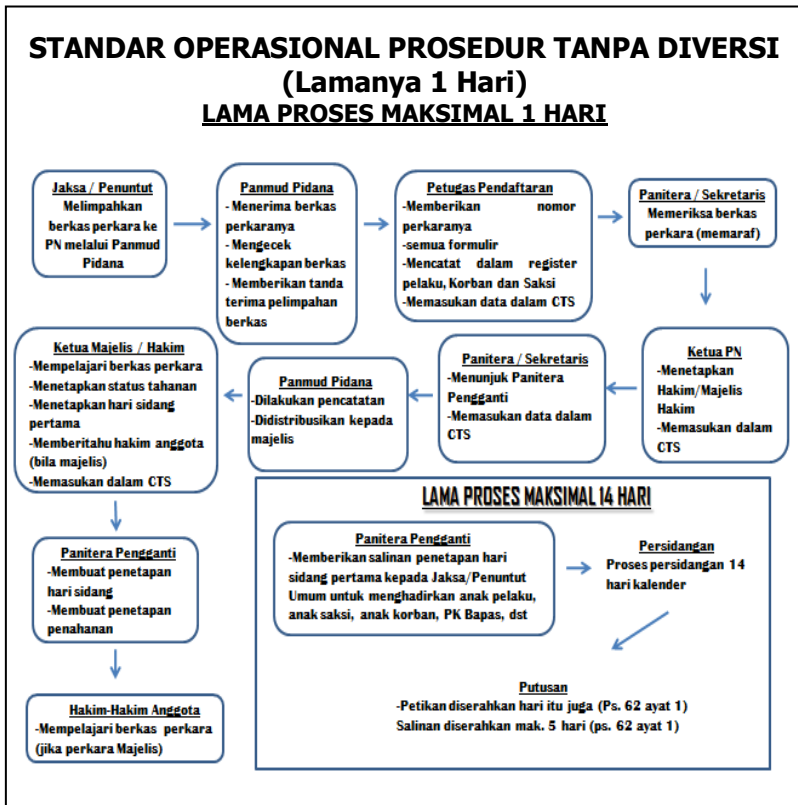 STANDAR OPERASIONAL PROSEDUR TANPA DIVERSI
(Lamanya 1 Hari)
LAMA PROSES MAKSIMAL 1 HARI
Jaksa / Penuntut
Melimpahkan
berkas perkara ke
PN melalui Panmud
Pidana
Panmud Pidana
- Menerima berkas
perkaranya
- Mengecek
kelengkapan berkas
- Memberikan tanda
terima pelimpahan
berkas
Petugas Pendaftaran
-Memberikan nomor
perkaranya
-semua formulir
-Mencatat dalam register
pelaku, Korban dan Saksi
-Memasukan data dalam CTS
Panitera / Sekretaris
Memeriksa berkas
perkara (memaraf)
Ketua PN
-Menetapkan
Hakim/Majelis
Hakim
-Memasukan dalam
CTS
Panitera / Sekretaris
-Menunjuk Panitera
Pengganti
-Memasukan data dalam
CTS
Panmud Pidana
-Dilakukan pencatatan
-Didistribusikan kepada
majelis
Ketua Majelis / Hakim
-Mempelajari berkas perkara
-Menetapkan status tahanan
-Menetapkan hari sidang
pertama
-Memberitahu hakim anggota
(bila majelis)
-Memasukan dalam CTS
Panitera Pengganti
-Membuat penetapan
hari sidang
-Membuat penetapan
penahanan
Hakim-Hakim Anggota
-Mempelajari berkas perkara
(jika perkara Majelis)
LAMA PROSES MAKSIMAL 14 HARI
Panitera Pengganti
-Memberikan salinan penetapan hari
sidang pertama kepada Jaksa/Penuntut
Umum untuk menghadirkan anak pelaku,
anak saksi, anak korban, PK Bapas, dst
Persidangan
Proses persidangan 14
hari kalender
Putusan
-Petikan diserahkan hari itu juga (Ps. 62 ayat 1)
Salinan diserahkan mak. 5 hari (ps. 62 ayat 1)